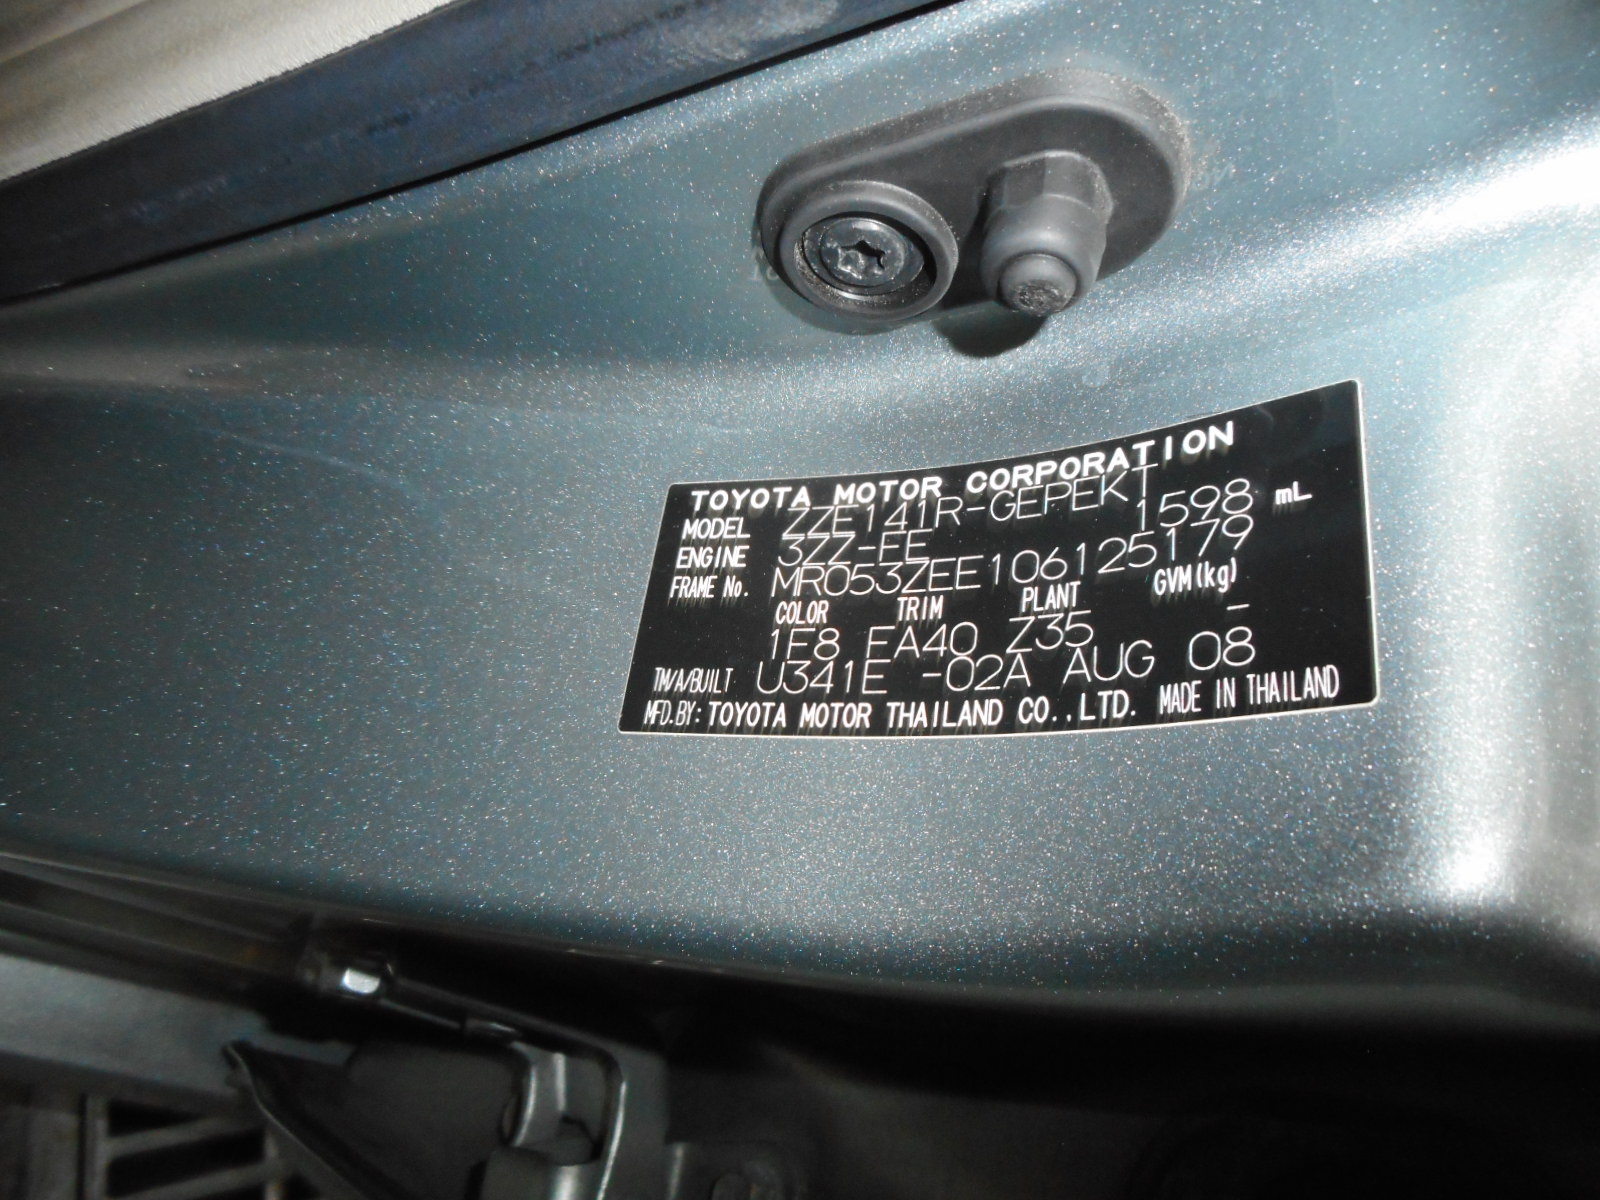 TOYOTA MOTOR CORPORATION
MODEL ZZE141R-GEPEKT
ENGINE 3ZZ-FE 1598 mL
FRAME No. MR053ZEE106125179
COLOR TRIM PLANT GVM(kg)
1F8 FA40 Z35 –
TM/A/BUILT U341E -02A AUG 08
MFD.BY: TOYOTA MOTOR THAILAND CO.,LTD. MADE IN THAILAND